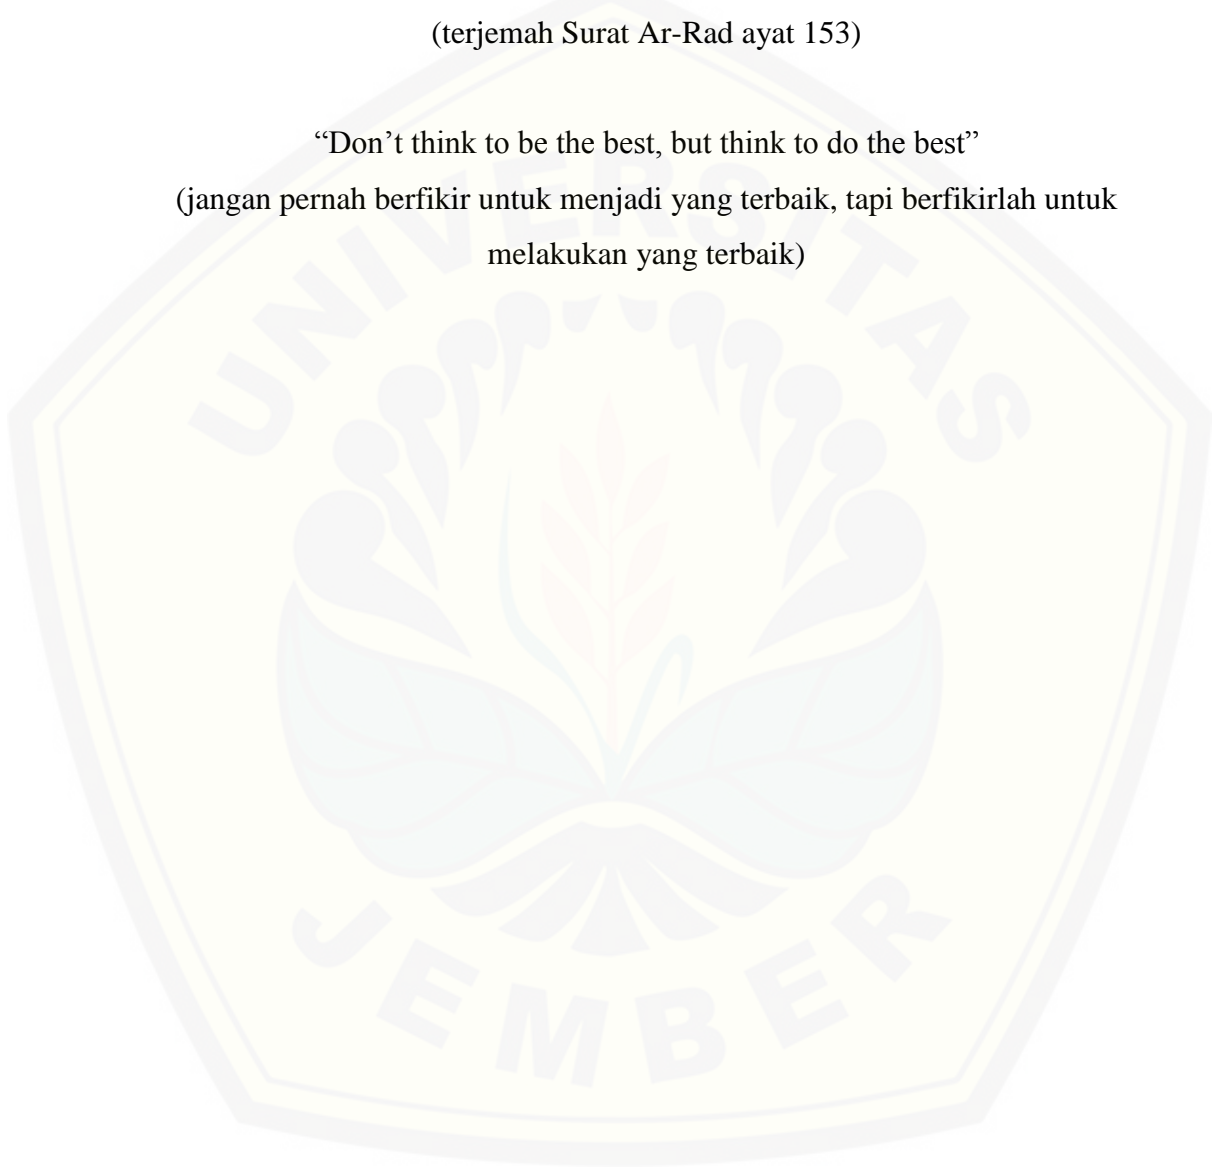 (terjemah Surat Ar-Rad ayat 153)
“Don’t think to be the best, but think to do the best”
(jangan pernah berfikir untuk menjadi yang terbaik, tapi berfikirlah untuk
melakukan yang terbaik)
UNIVERSITAS
JEMBER